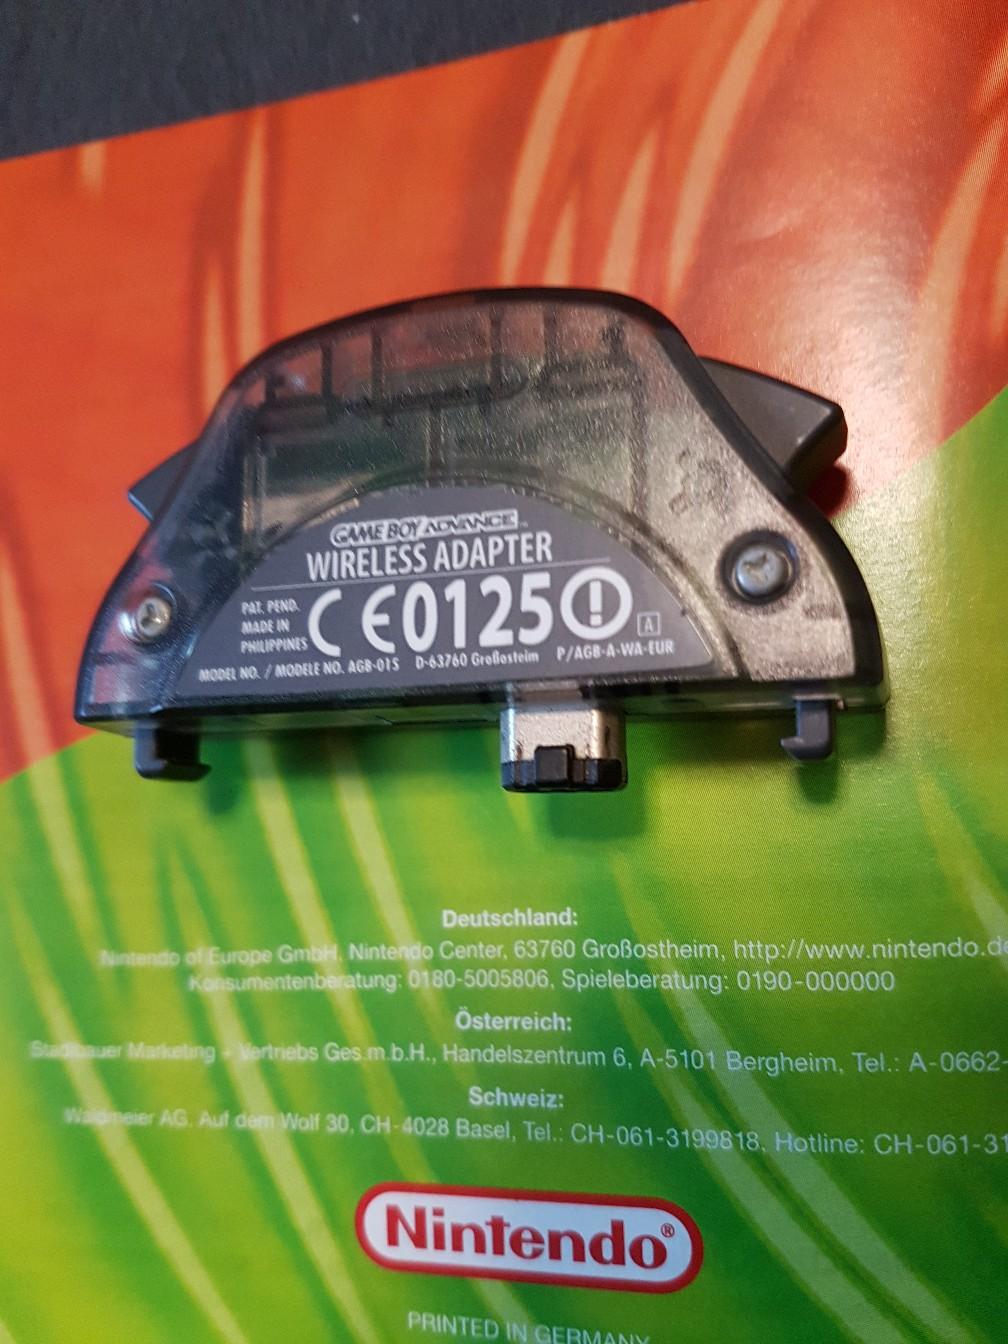 GAME BOY ADVANCE™
WIRELESS ADAPTER
PAT. PEND.
MADE IN
PHILIPPINES
CE0125
A
MODEL NO. / MODELE NO. AGB-015 D-63760 Großosteim P/AGB-A-WA-EUR
Deutschland:
Nintendo of Europe GmbH, Nintendo Center, 63760 Großostheim, http://www.nintendo.d
Konsumentenberatung: 0180-5005806, Spieleberatung: 0190-000000
Österreich:
Stadlbauer Marketing + Vertriebs Ges.m.b.H., Handelszentrum 6, A-5101 Bergheim, Tel.: A-0662-
Schweiz:
Waldmeier AG, Auf dem Wolf 30, CH-4028 Basel, Tel.: CH-061-3199818, Hotline: CH-061-31
Nintendo®
PRINTED IN GERMANY